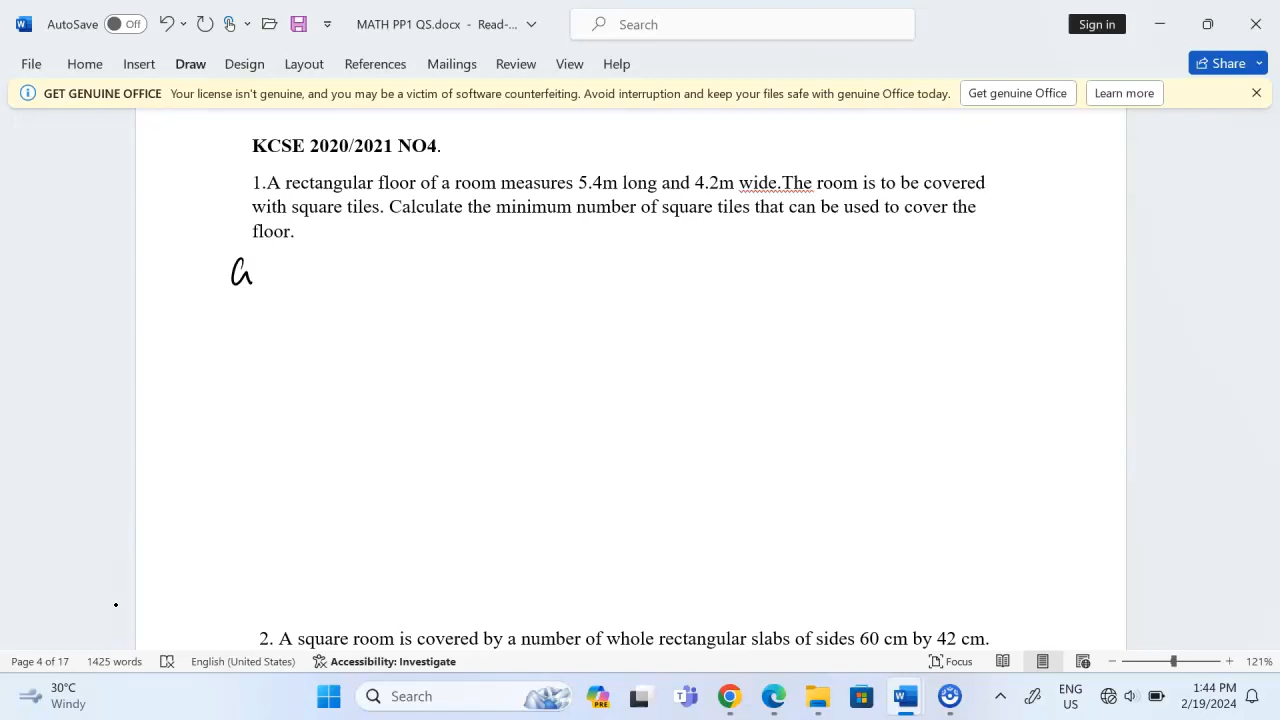 AutoSave Off MATH PP1 QS.docx - Read-... Search Sign in
File Home Insert Draw Design Layout References Mailings Review View Help Share
GET GENUINE OFFICE Your license isn't genuine, and you may be a victim of software counterfeiting. Avoid interruption and keep your files safe with genuine Office today. Get genuine Office Learn more
KCSE 2020/2021 NO4.
1.A rectangular floor of a room measures 5.4m long and 4.2m wide.The room is to be covered
with square tiles. Calculate the minimum number of square tiles that can be used to cover the
floor.
2. A square room is covered by a number of whole rectangular slabs of sides 60 cm by 42 cm.
Page 4 of 17 1425 words English (United States) Accessibility: Investigate Focus 121%
30°C
Windy
Search
PRE
ENG
US
1:44 PM
2/19/2024